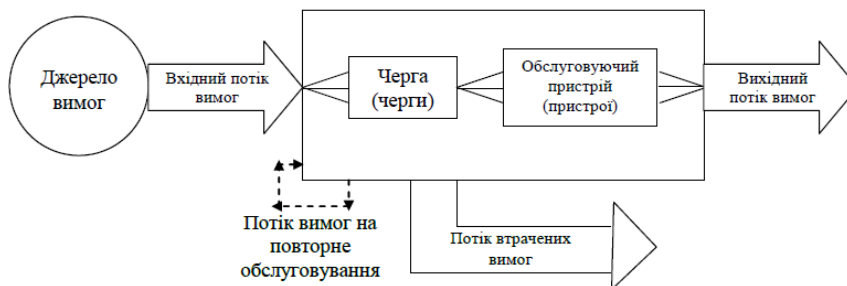 Джерело
вимог
Вхідний потік
вимог
Черга
(черги)
Обслуговуючий
пристрій
(пристрої)
Вихідний
потік вимог
Потік вимог на
повторне
обслуговування
Потік втрачених
вимог